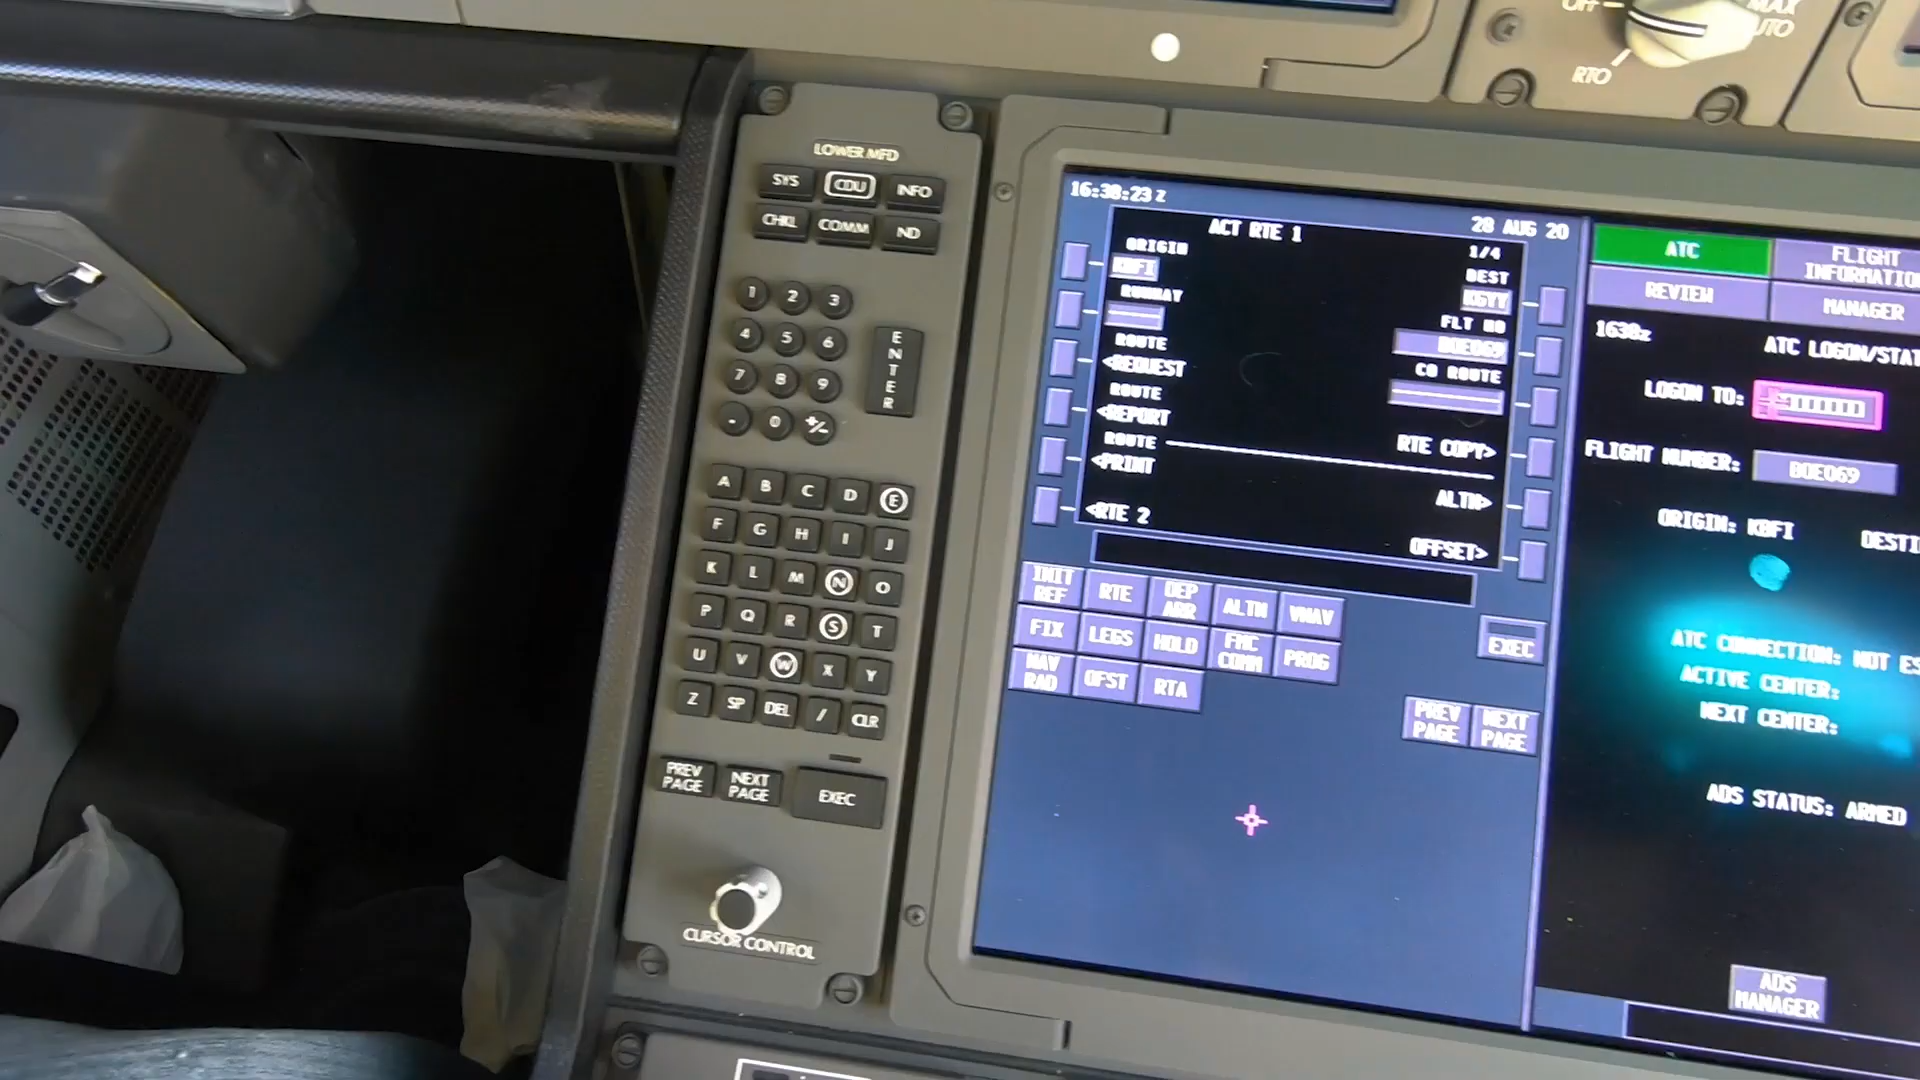 OFF
MAX
AUTO
RTO
LOWER MFD
SYS CDU INFO
CHKL COMM ND
1 2 3
4 5 6
7 8 9
. 0 +/-
ENTER
A B C D E
F G H I J
K L M N O
P Q R S T
U V W X Y
Z SP DEL / CLR
PREV PAGE NEXT PAGE EXEC
CURSOR CONTROL
16:38:23 z
28 AUG 20
ACT RTE 1
1/4
ORIGIN
KBFI
DEST
KGYY
RUNWAY
FLT NO
BOE069
ROUTE
<REQUEST
CO ROUTE
ROUTE
<REPORT
RTE COPY>
ROUTE
<PRINT
ALTN>
<RTE 2
OFFSET>
INIT REF RTE DEP ARR ALTN VNAV
FIX LEGS HOLD FMC COMM PROG
NAV RAD OFST RTA
EXEC
PREV PAGE NEXT PAGE
ATC
FLIGHT
INFORMATIO
REVIEW MANAGER
1638z
ATC LOGON/STAT
LOGON TO:
FLIGHT NUMBER: BOE069
ORIGIN: KBFI DESTI
ATC CONNECTION: NOT ES
ACTIVE CENTER:
NEXT CENTER:
ADS STATUS: ARMED
ADS
MANAGER